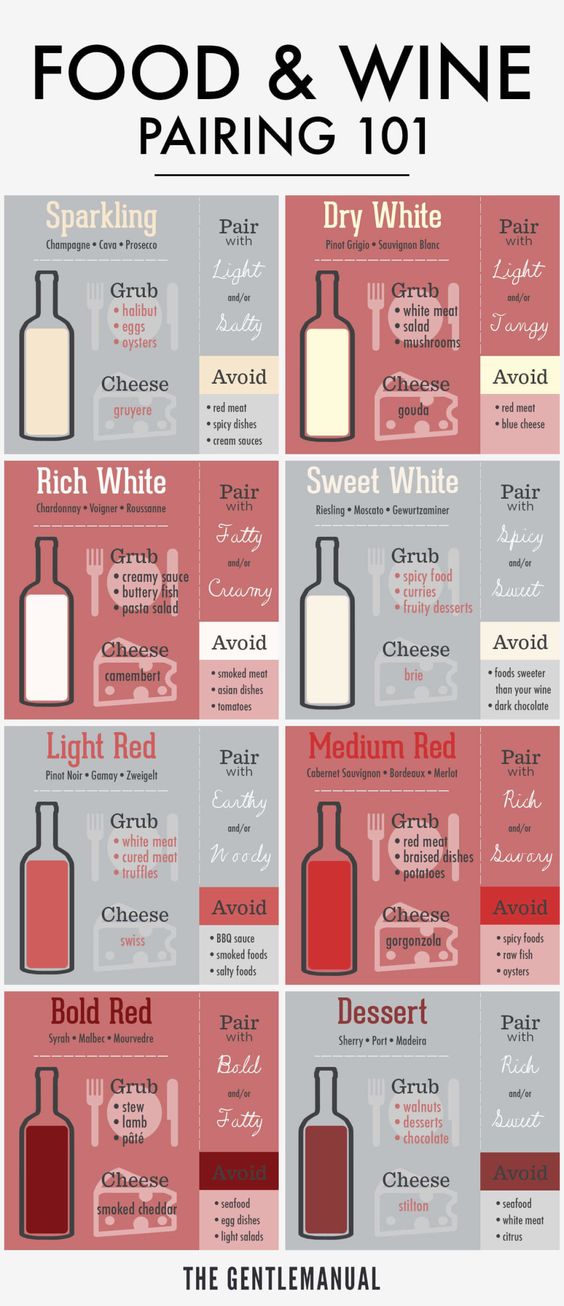 FOOD & WINE
PAIRING 101
Sparkling
Champagne • Cava • Prosecco
Grub
• halibut
• eggs
• oysters
Cheese
gruyere
Pair
with
Light
and/or
Salty
Avoid
• red meat
• spicy dishes
• cream sauces
Dry White
Pinot Grigio • Sauvignon Blanc
Grub
• white meat
• salad
• mushrooms
Cheese
gouda
Pair
with
Light
and/or
Tangy
Avoid
• red meat
• blue cheese
Rich White
Chardonnay • Voigner • Roussanne
Grub
• creamy sauce
• buttery fish
• pasta salad
Cheese
camembert
Pair
with
Fatty
and/or
Creamy
Avoid
• smoked meat
• asian dishes
• tomatoes
Sweet White
Riesling • Moscato • Gewurtzaminer
Grub
• spicy food
• curries
• fruity desserts
Cheese
brie
Pair
with
Spicy
and/or
Sweet
Avoid
• foods sweeter
than your wine
• dark chocolate
Light Red
Pinot Noir • Gamay • Zweigelt
Grub
• white meat
• cured meat
• truffles
Cheese
swiss
Pair
with
Earthy
and/or
Woody
Avoid
• BBQ sauce
• smoked foods
• salty foods
Medium Red
Cabernet Sauvignon • Bordeaux • Merlot
Grub
• red meat
• braised dishes
• potatoes
Cheese
gorgonzola
Pair
with
Rich
and/or
Savory
Avoid
• spicy foods
• raw fish
• oysters
Bold Red
Syrah • Malbec • Mourvedre
Grub
• stew
• lamb
• pâté
Cheese
smoked cheddar
Pair
with
Bold
and/or
Fatty
Avoid
• seafood
• egg dishes
• light salads
Dessert
Sherry • Port • Madeira
Grub
• walnuts
• desserts
• chocolate
Cheese
stilton
Pair
with
Rich
and/or
Sweet
Avoid
• seafood
• white meat
• citrus
THE GENTLEMANUAL